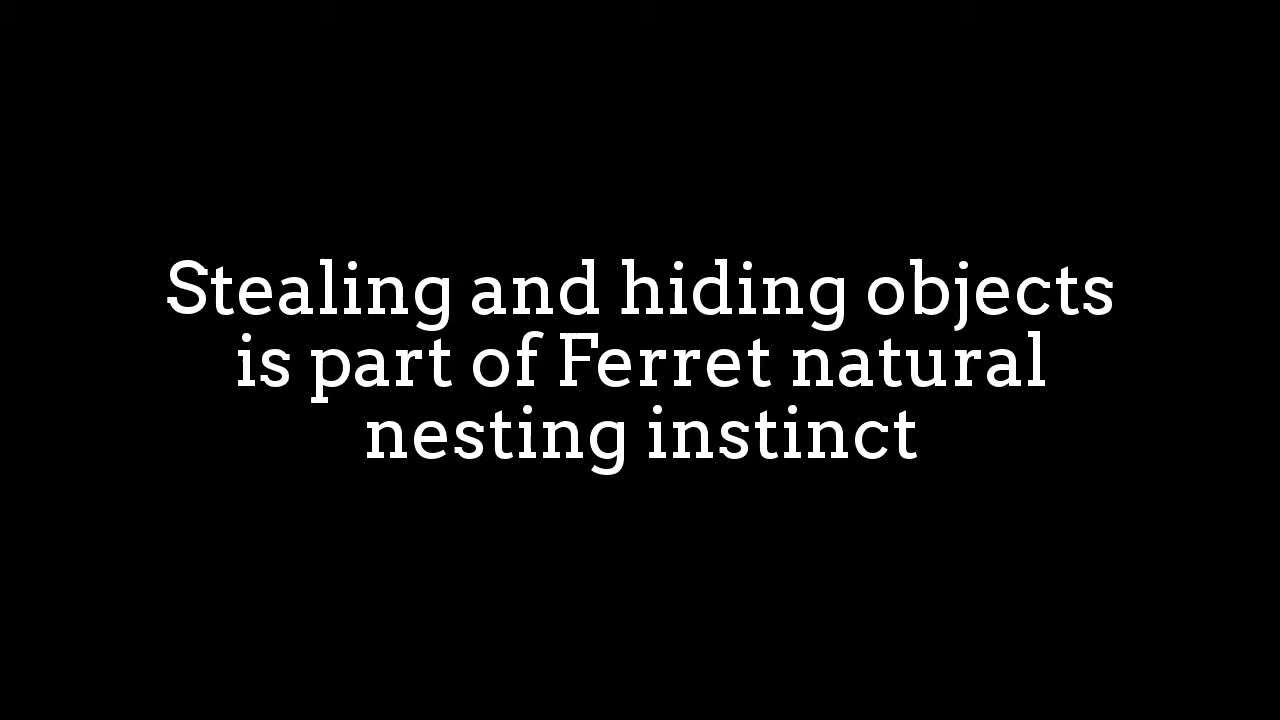 Stealing and hiding objects
is part of Ferret natural
nesting instinct